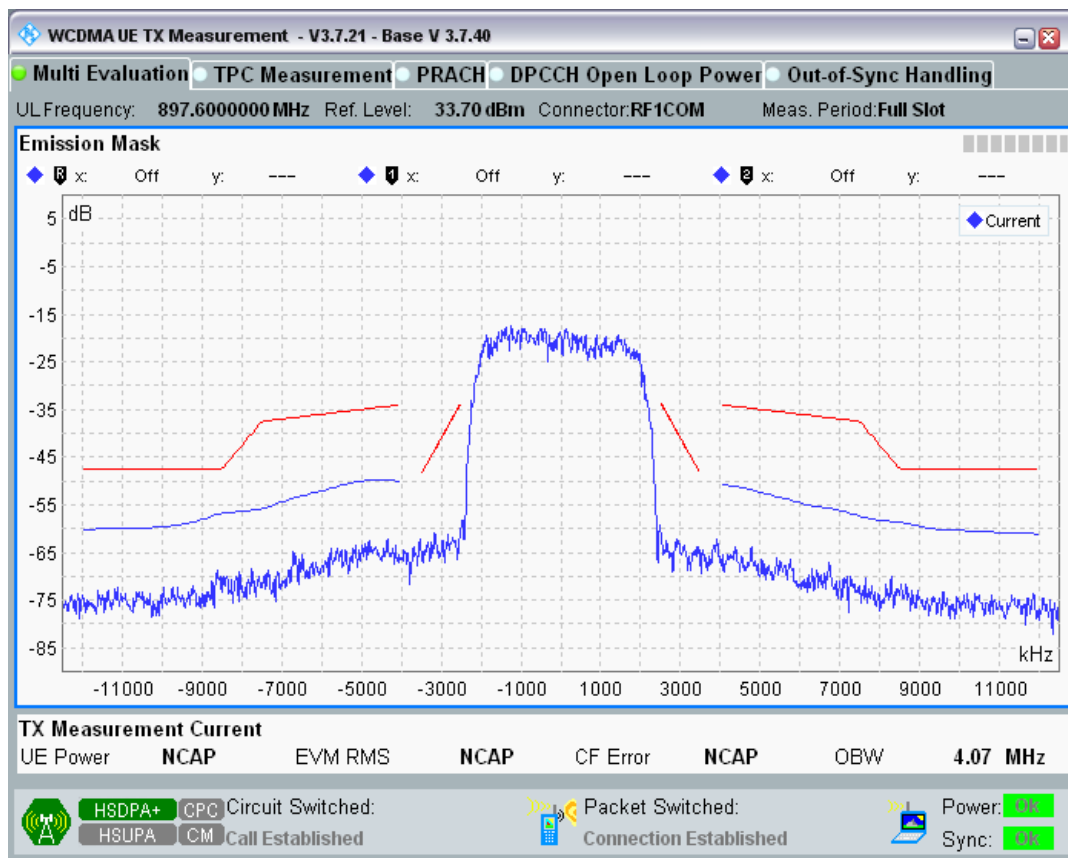 WCDMA UE TX Measurement - V3.7.21 - Base V 3.7.40
Multi Evaluation TPC Measurement PRACH DPCCH Open Loop Power Out-of-Sync Handling
UL Frequency: 897.6000000 MHz Ref. Level: 33.70 dBm Connector:RF1COM Meas. Period:Full Slot
Emission Mask
R x: Off y: --- 1 x: Off y: --- 2 x: Off y: ---
dB
Current
5
-5
-15
-25
-35
-45
-55
-65
-75
-85
kHz
-11000 -9000 -7000 -5000 -3000 -1000 1000 3000 5000 7000 9000 11000
TX Measurement Current
UE Power NCAP EVM RMS NCAP CF Error NCAP OBW 4.07 MHz
HSDPA+ CPC Circuit Switched: Packet Switched: Power: Ok
HSUPA CM Call Established Connection Established Sync: Ok